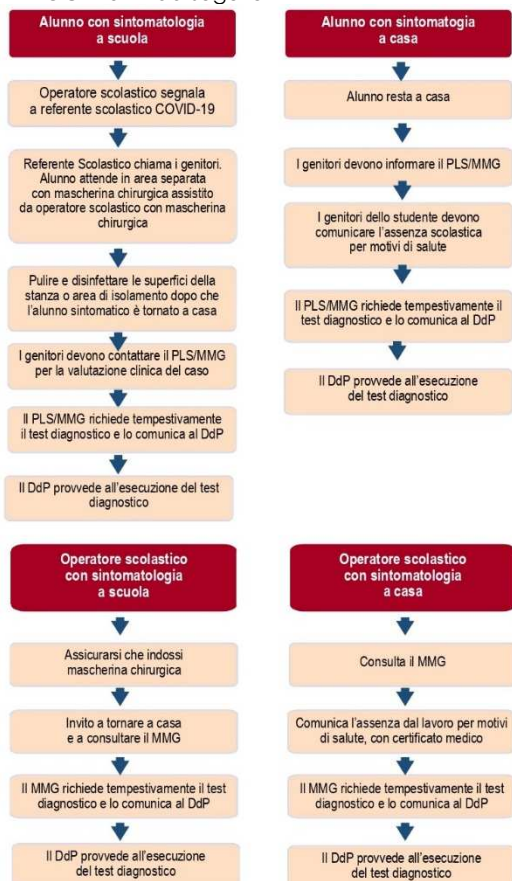 Alunno con sintomatologia
a scuola
Operatore scolastico segnala
a referente scolastico COVID-19
Referente Scolastico chiama i genitori.
Alunno attende in area separata
con mascherina chirurgica assistito
da operatore scolastico con mascherina
chirurgica
Pulire e disinfettare le superfici della
stanza o area di isolamento dopo che
l'alunno sintomatico è tornato a casa
I genitori devono contattare il PLS/MMG
per la valutazione clinica del caso
Il PLS/MMG richiede tempestivamente
il test diagnostico e lo comunica al DdP
Il DdP provvede all'esecuzione del test
diagnostico
Alunno con sintomatogia
a casa
Alunno resta a casa
I genitori devono informare il PLS/MMG
I genitori dello studente devono
comunicare l'assenza scolastica
per motivi di salute
Il PLS/MMG richiede tempestivamente il
test diagnostico e lo comunica al DdP
Il DdP provvede all'esecuzione
del test diagnostico
Operatore scolastico
con sintomatologia
a scuola
Assicurarsi che indossi
mascherina chirurgica
Invito a tornare a casa
e a consultare il MMG
Il MMG richiede tempestivamente il test
diagnostico e lo comunica al DdP
Il DdP provvede all'esecuzione
del test diagnostico
Operatore scolastico
con sintomatologia
a casa
Consulta il MMG
Comunica l'assenza dal lavoro per motivi
di salute, con certificato medico
Il MMG richiede tempestivamente il test
diagnostico e lo comunica al DdP
Il DdP provvede all'esecuzione
del test diagnostico